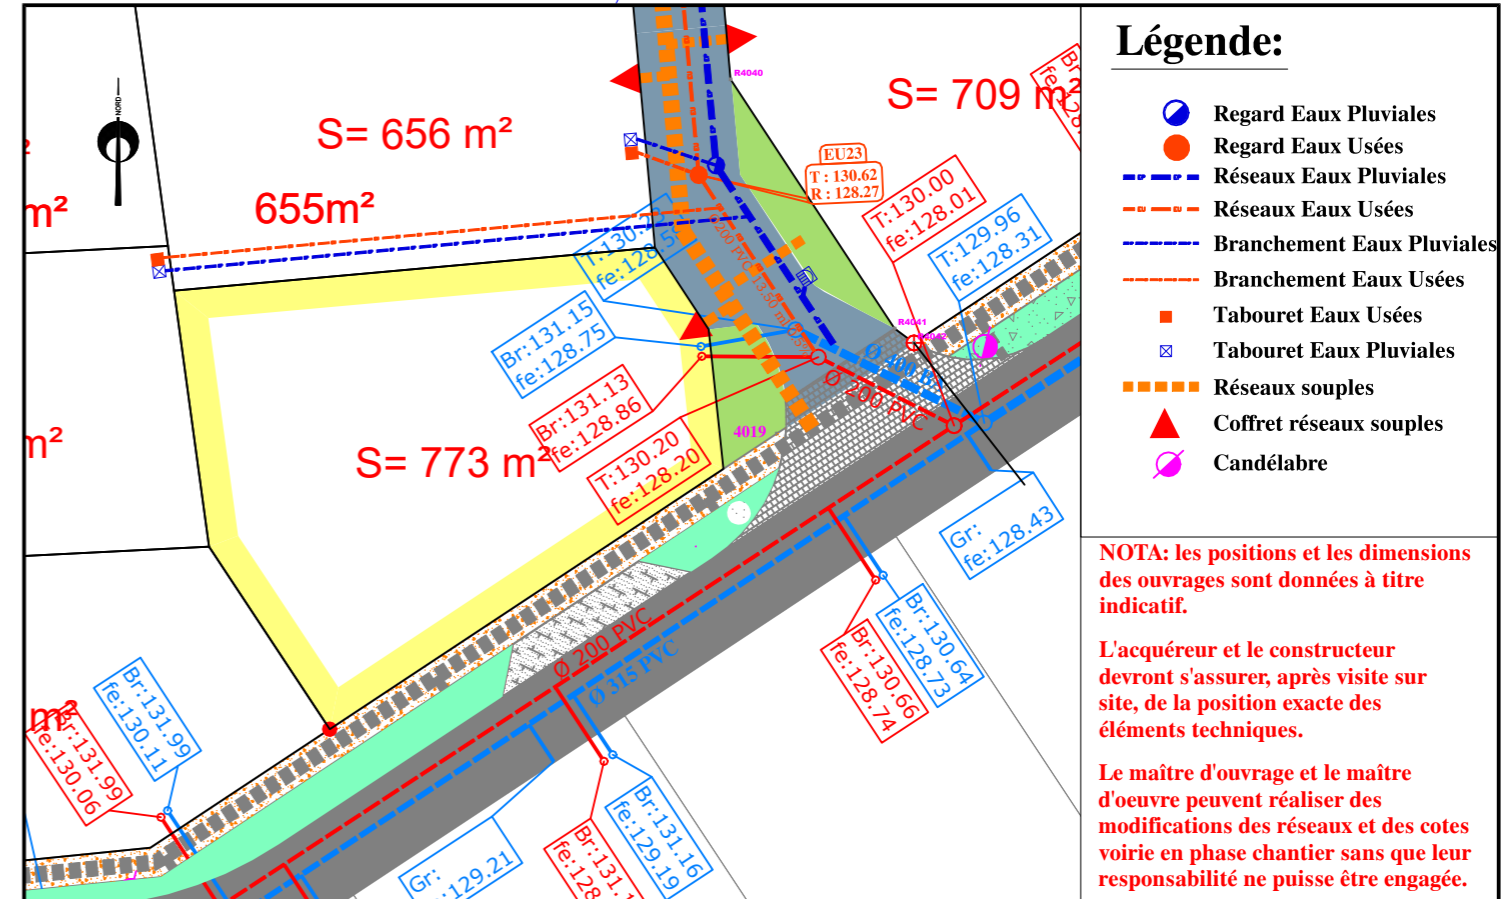 NORD
S= 656 m²
655m²
m²
m²
m²
S= 773 m²
S= 709 m²
R4040
R4041
4019
EU23
T : 130.62
R : 128.27
T:130.00
fe:128.01
T:129.96
fe:128.31
Br:131.15
fe:128.75
Br:131.13
fe:128.86
T:130.20
fe:128.20
Ø 200 PVC
Gr:
fe:128.43
Br:130.64
fe:128.73
Br:130.66
fe:128.74
Ø 200 PVC
Ø 315 PVC
Br:131.99
fe:130.11
Br:131.99
fe:130.06
Gr:
:129.21
Br:131.16
fe:129.19
Légende:
Regard Eaux Pluviales
Regard Eaux Usées
Réseaux Eaux Pluviales
Réseaux Eaux Usées
Branchement Eaux Pluviales
Branchement Eaux Usées
Tabouret Eaux Usées
Tabouret Eaux Pluviales
Réseaux souples
Coffret réseaux souples
Candélabre
NOTA: les positions et les dimensions
des ouvrages sont données à titre
indicatif.
L'acquéreur et le constructeur
devront s'assurer, après visite sur
site, de la position exacte des
éléments techniques.
Le maître d'ouvrage et le maître
d'oeuvre peuvent réaliser des
modifications des réseaux et des cotes
voirie en phase chantier sans que leur
responsabilité ne puisse être engagée.